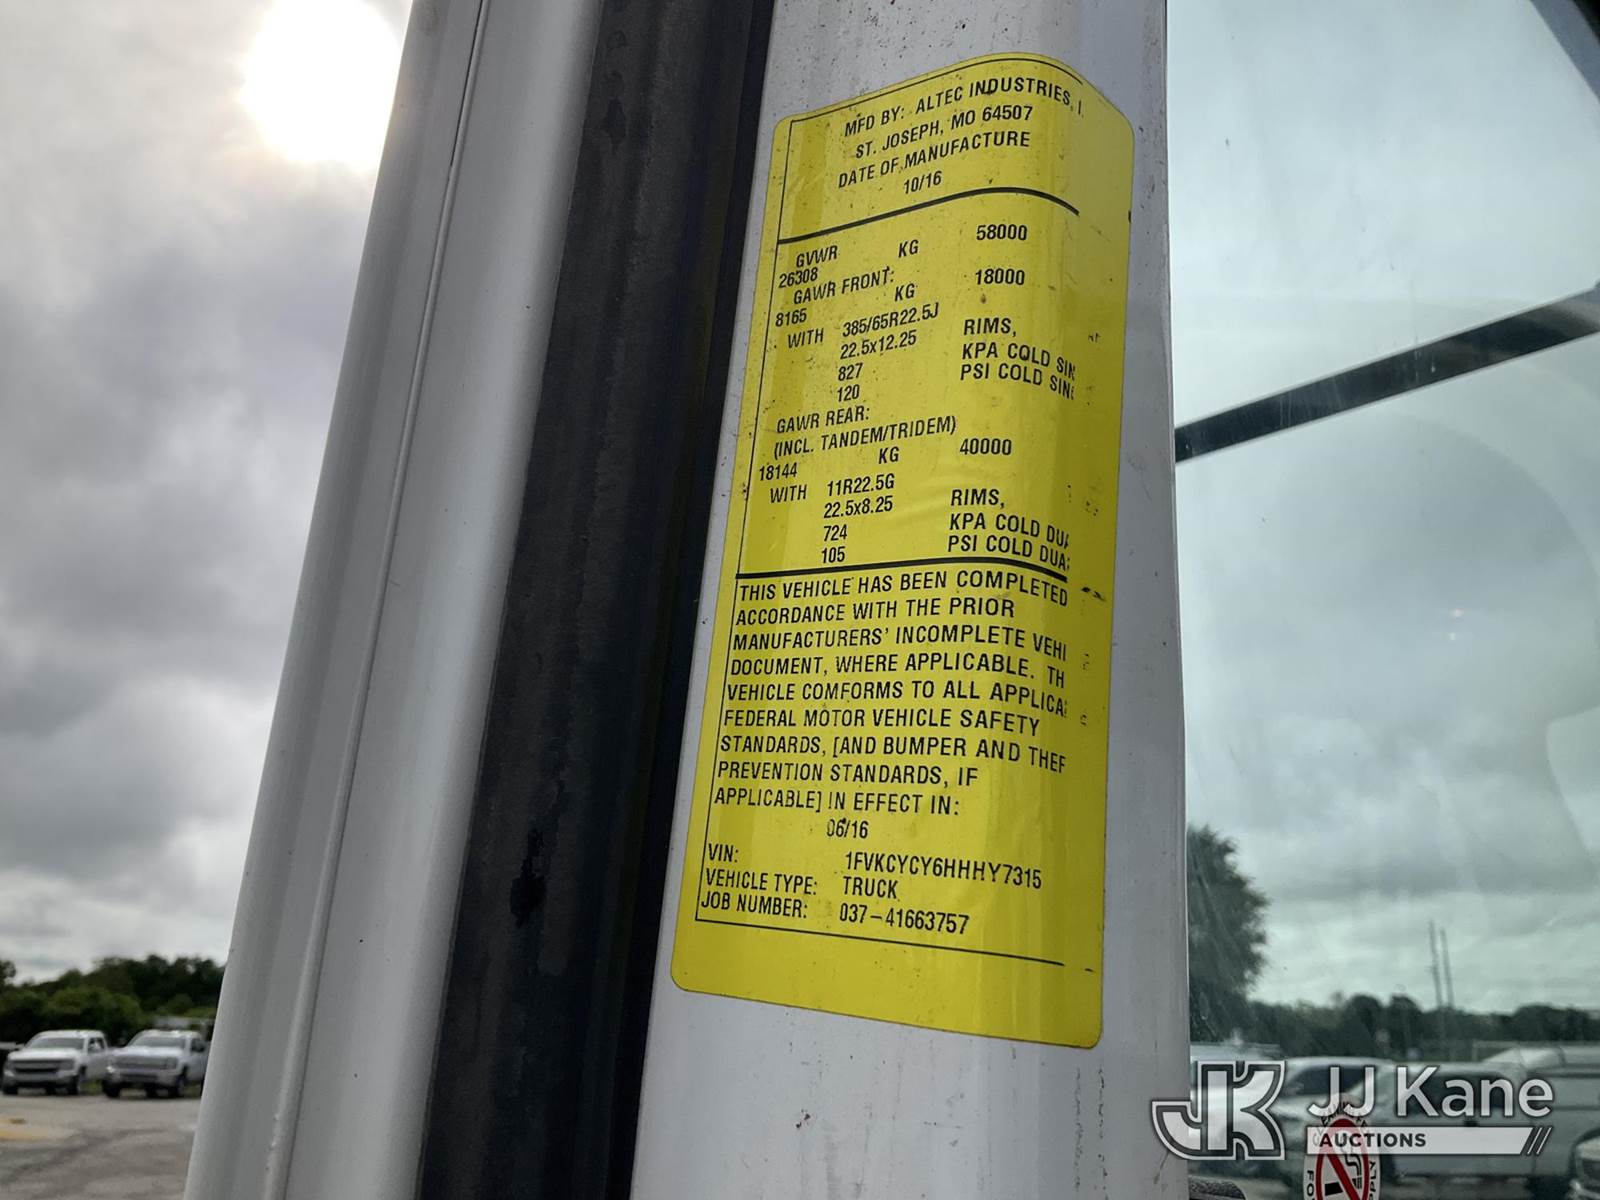 MFD BY: ALTEC INDUSTRIES, I
ST. JOSEPH, MO 64507
DATE OF MANUFACTURE
10/16
GVWR KG 58000
26308
GAWR FRONT: KG 18000
8165
WITH 385/65R22.5J RIMS,
22.5x12.25 KPA COLD SIN
827 PSI COLD SING
120
GAWR REAR:
(INCL. TANDEM/TRIDEM)
18144 KG 40000
WITH 11R22.5G RIMS,
22.5x8.25 KPA COLD DUA
724 PSI COLD DUA
105
THIS VEHICLE HAS BEEN COMPLETED
ACCORDANCE WITH THE PRIOR
MANUFACTURERS' INCOMPLETE VEHI
DOCUMENT, WHERE APPLICABLE. TH
VEHICLE COMFORMS TO ALL APPLICA
FEDERAL MOTOR VEHICLE SAFETY
STANDARDS, [AND BUMPER AND THEF
PREVENTION STANDARDS, IF
APPLICABLE] IN EFFECT IN:
06/16
VIN: 1FVKCYCY6HHHY7315
VEHICLE TYPE: TRUCK
JOB NUMBER: 037-41663757
JK JJ Kane
AUCTIONS